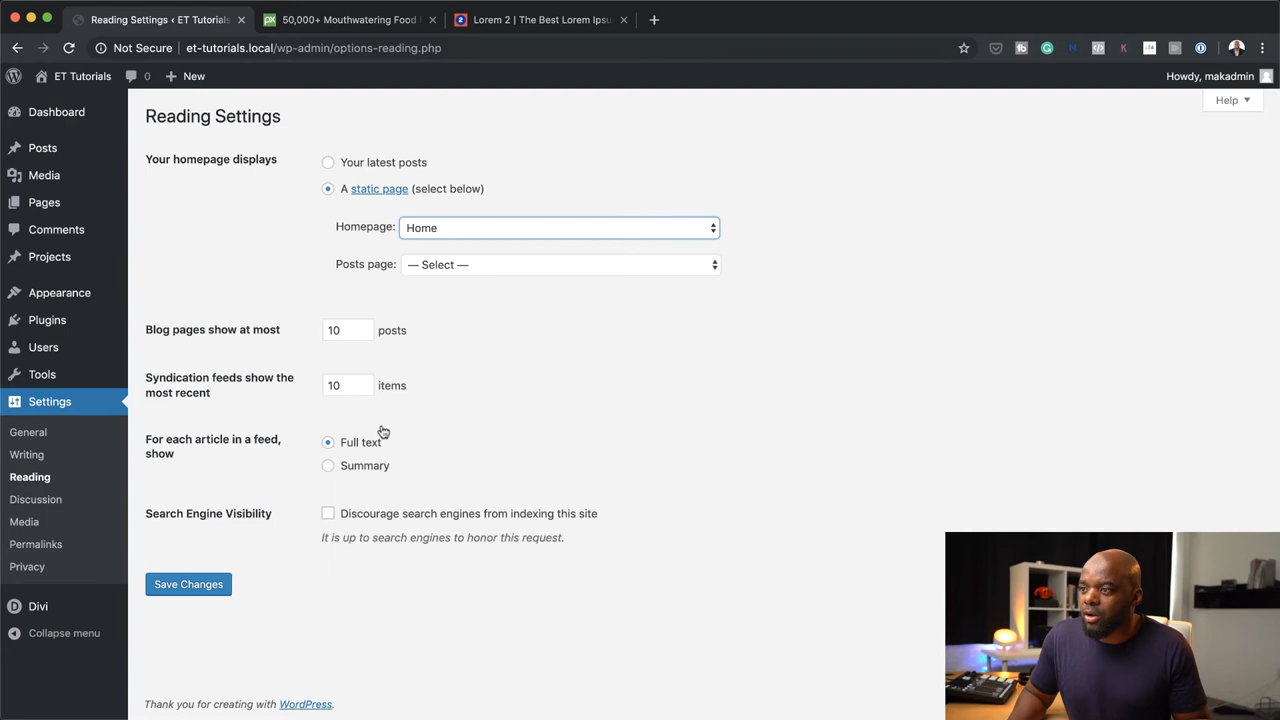 Reading Settings ‹ ET Tutorials
50,000+ Mouthwatering Food
Lorem 2 | The Best Lorem Ipsu
Not Secure
et-tutorials.local/wp-admin/options-reading.php
ET Tutorials
0
New
Howdy, makadmin
Help
Dashboard
Posts
Media
Pages
Comments
Projects
Appearance
Plugins
Users
Tools
Settings
General
Writing
Reading
Discussion
Media
Permalinks
Privacy
Divi
Collapse menu
Reading Settings
Your homepage displays
Your latest posts
A static page (select below)
Homepage: Home
Posts page: — Select —
Blog pages show at most
10 posts
Syndication feeds show the
most recent
10 items
For each article in a feed,
show
Full text
Summary
Search Engine Visibility
Discourage search engines from indexing this site
It is up to search engines to honor this request.
Save Changes
Thank you for creating with WordPress.